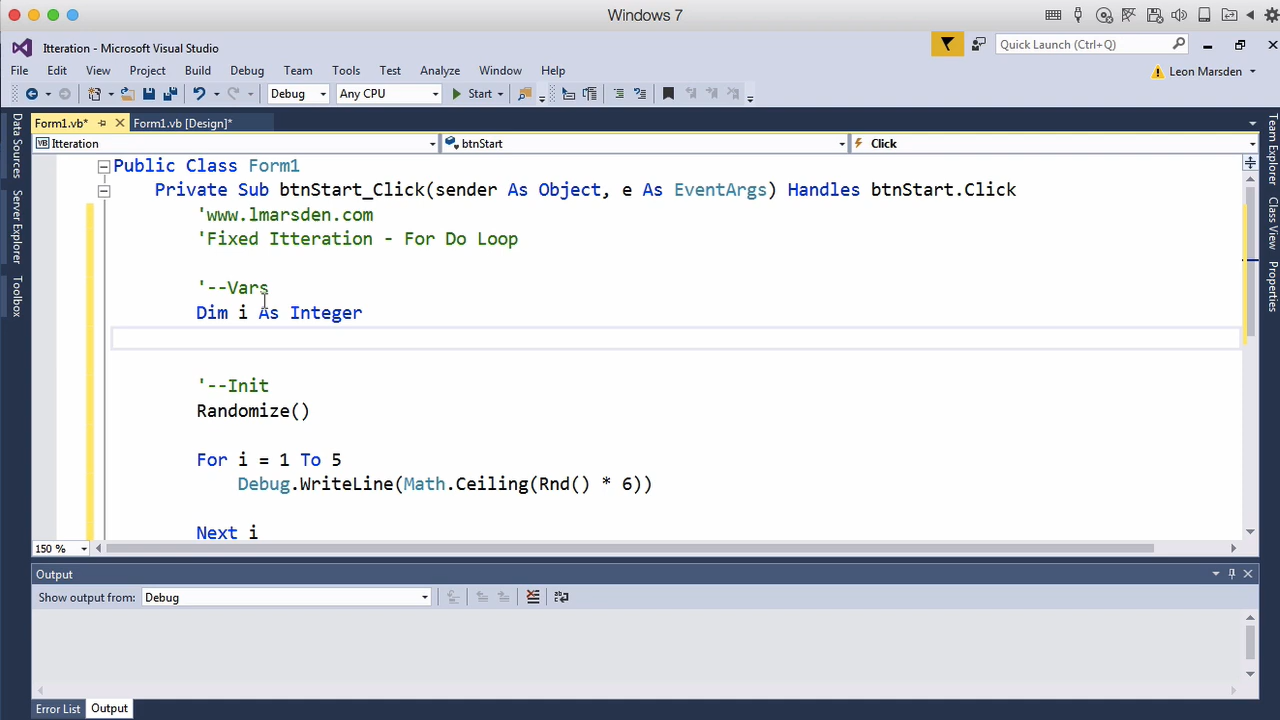 Windows 7
Itteration - Microsoft Visual Studio
Quick Launch (Ctrl+Q)
File Edit View Project Build Debug Team Tools Test Analyze Window Help
Leon Marsden
Debug Any CPU Start
Form1.vb* Form1.vb [Design]*
VB Itteration btnStart Click
Data Sources
Server Explorer
Toolbox
Team Explorer
Class View
Properties
Public Class Form1
Private Sub btnStart_Click(sender As Object, e As EventArgs) Handles btnStart.Click
'www.lmarsden.com
'Fixed Itteration - For Do Loop
'--Vars
Dim i As Integer
'--Init
Randomize()
For i = 1 To 5
Debug.WriteLine(Math.Ceiling(Rnd() * 6))
Next i
150 %
Output
Show output from: Debug
Error List Output